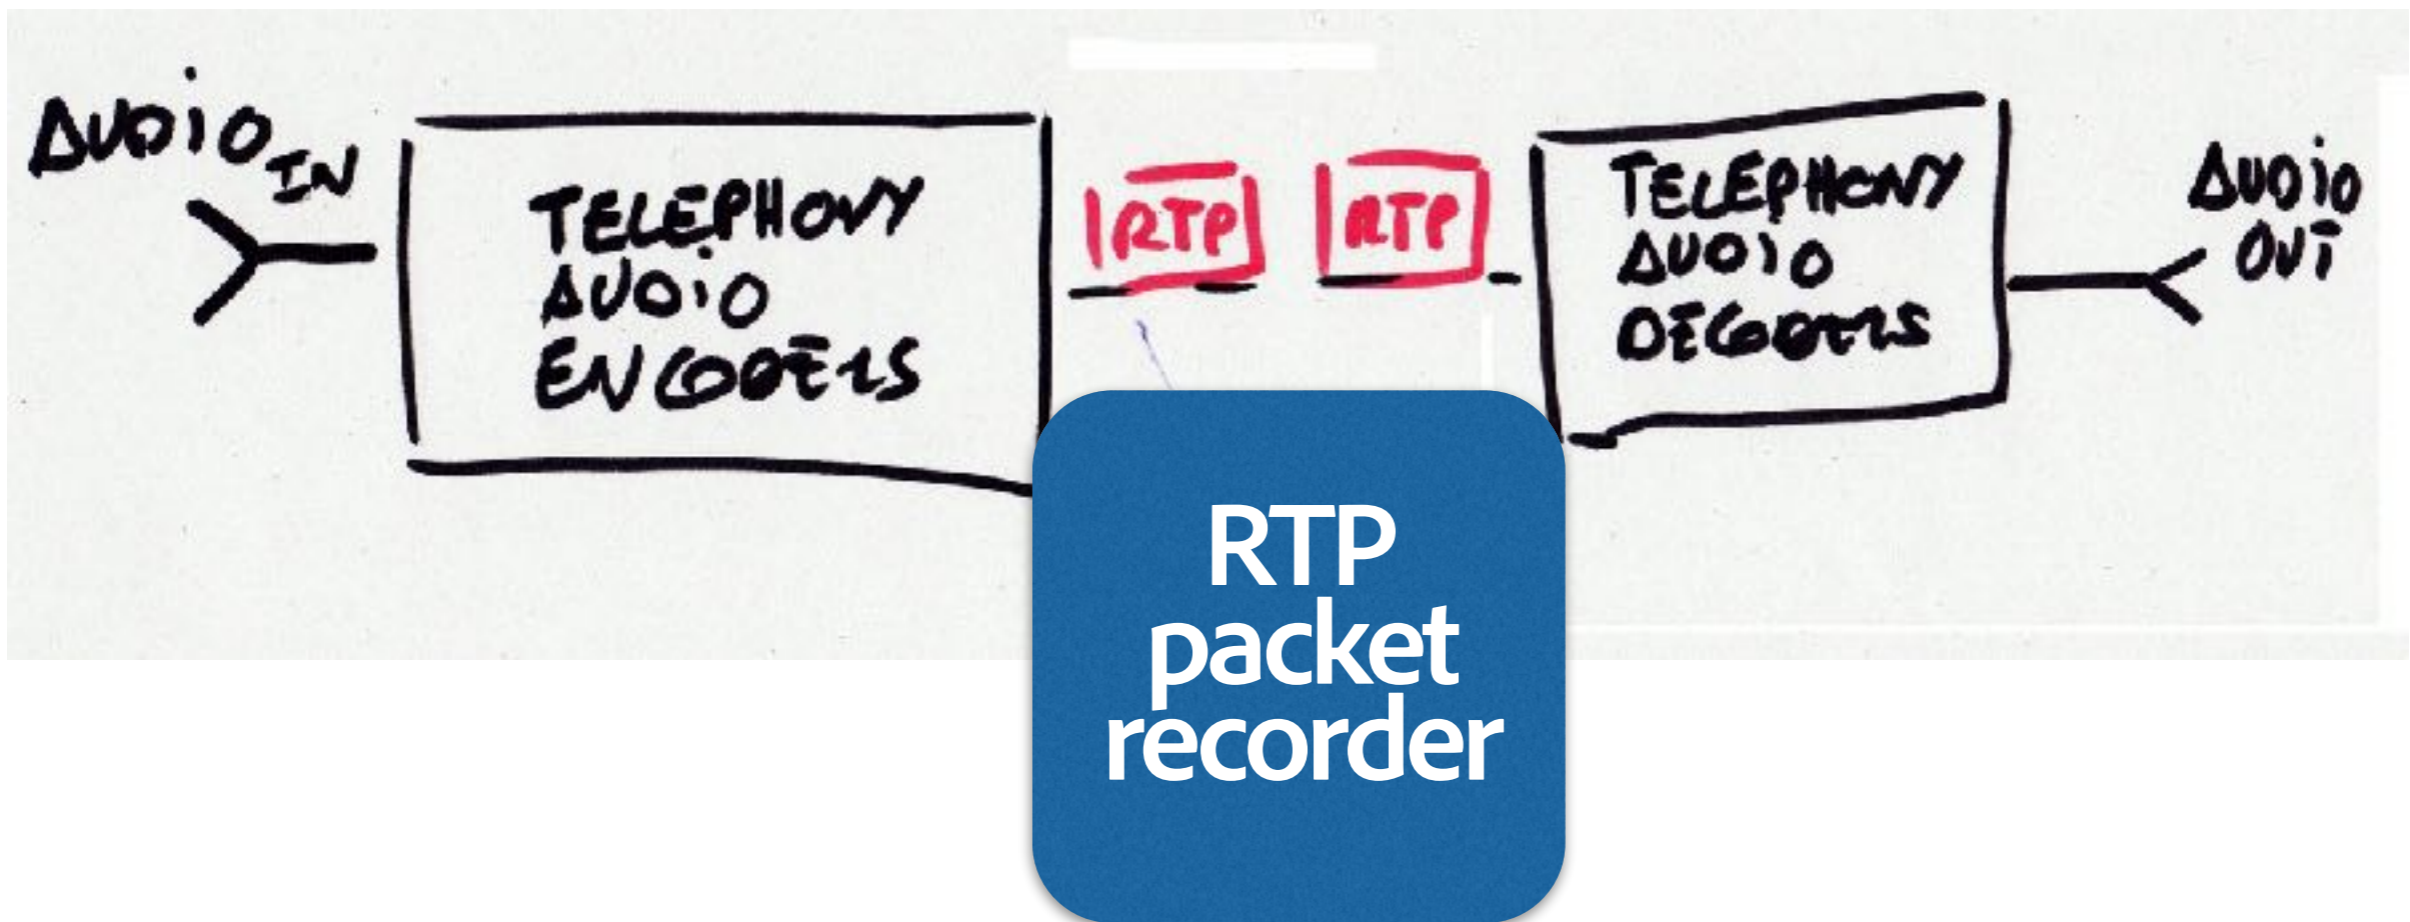 AUDiO IN
TELEPHONY
AUDiO
ENCODERS
RTP
RTP
TELEPHONY
AUDiO
DECODERS
AUDiO
OUT
RTP
packet
recorder